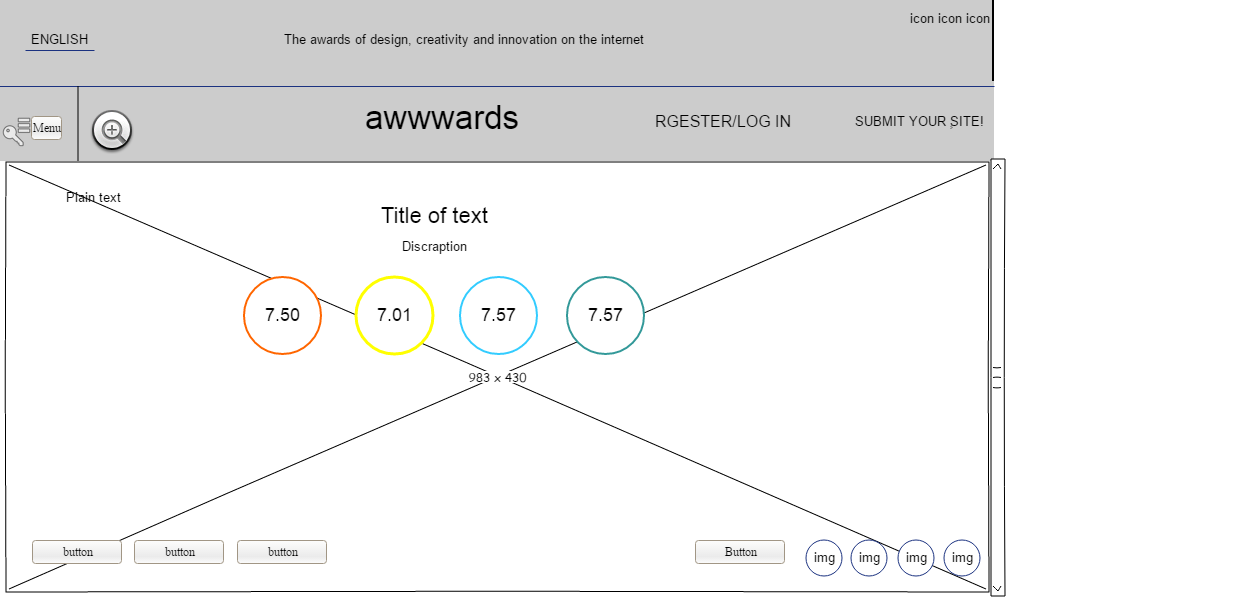 icon icon icon
ENGLISH
The awards of design, creativity and innovation on the internet
Menu
awwwards
RGESTER/LOG IN
SUBMIT YOUR SITE!
Plain text
Title of text
Discraption
7.50
7.01
7.57
7.57
983 × 430
button
button
button
Button
img
img
img
img